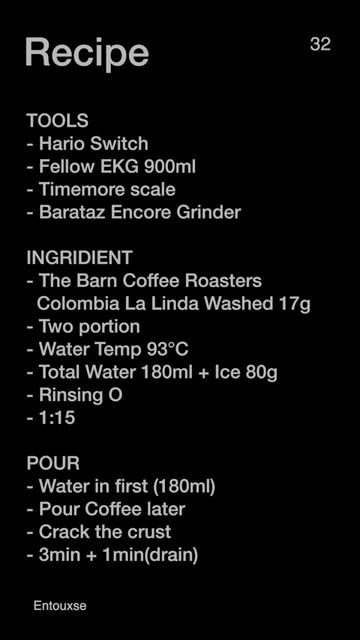 Recipe
32
TOOLS
- Hario Switch
- Fellow EKG 900ml
- Timemore scale
- Barataz Encore Grinder
INGRIDIENT
- The Barn Coffee Roasters
Colombia La Linda Washed 17g
- Two portion
- Water Temp 93°C
- Total Water 180ml + Ice 80g
- Rinsing O
- 1:15
POUR
- Water in first (180ml)
- Pour Coffee later
- Crack the crust
- 3min + 1min(drain)
Entouxse